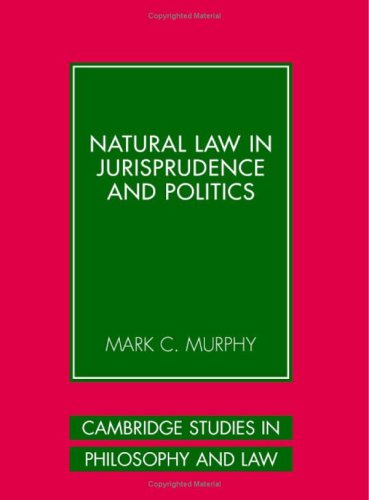 Copyrighted Material
NATURAL LAW IN
JURISPRUDENCE
AND POLITICS
MARK C. MURPHY
CAMBRIDGE STUDIES IN
PHILOSOPHY AND LAW
Copyrighted Material